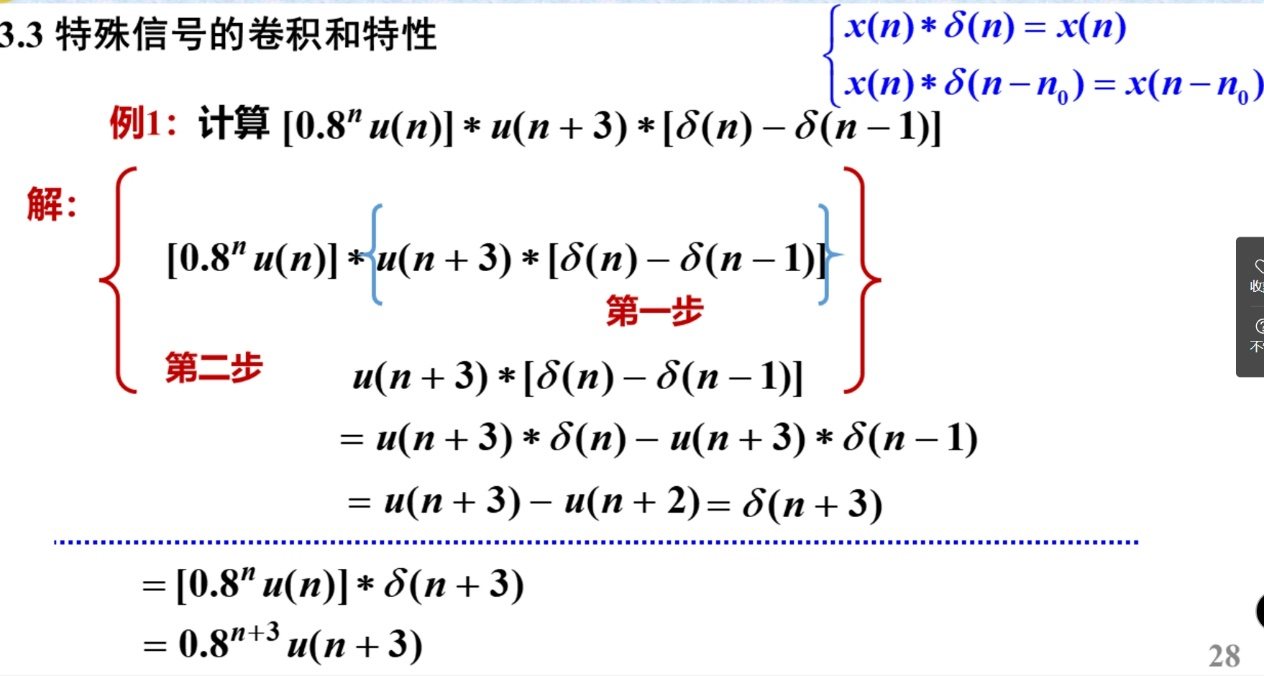 3.3 特殊信号的卷积和特性
x(n)∗δ(n) = x(n)
x(n)∗δ(n−n₀) = x(n−n₀)
例1：计算 [0.8ⁿ u(n)]∗u(n+3)∗[δ(n)−δ(n−1)]
解：
[0.8ⁿ u(n)]∗{u(n+3)∗[δ(n)−δ(n−1)]}
第一步
第二步
u(n+3)∗[δ(n)−δ(n−1)]
= u(n+3)∗δ(n)−u(n+3)∗δ(n−1)
= u(n+3)−u(n+2) = δ(n+3)
= [0.8ⁿ u(n)]∗δ(n+3)
= 0.8ⁿ⁺³ u(n+3)
28